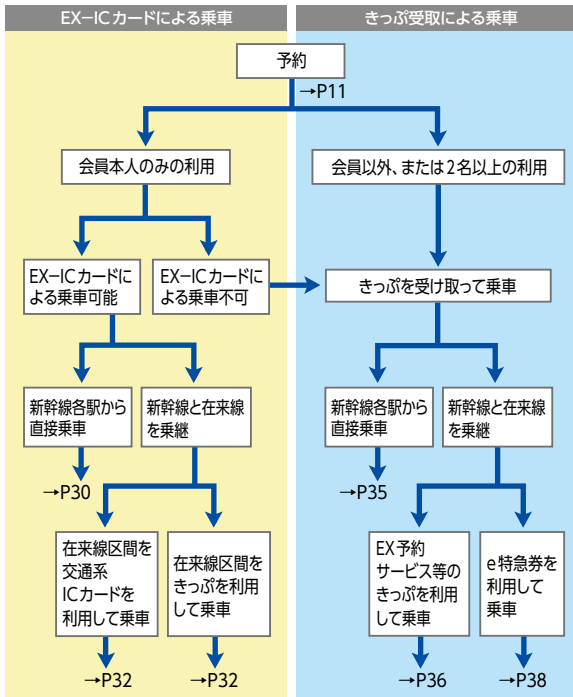 EX−ICカードによる乗車
きっぷ受取による乗車
予約
→P11
会員本人のみの利用
会員以外、または2名以上の利用
EX−ICカードに
よる乗車可能
EX−ICカードに
よる乗車不可
きっぷを受け取って乗車
新幹線各駅から
直接乗車
新幹線と在来線
を乗継
新幹線各駅から
直接乗車
新幹線と在来線
を乗継
→P30
→P35
在来線区間を
交通系
ICカードを
利用して乗車
在来線区間を
きっぷを利用
して乗車
EX予約
サービス等の
きっぷを利用
して乗車
e特急券を
利用して
乗車
→P32
→P32
→P36
→P38